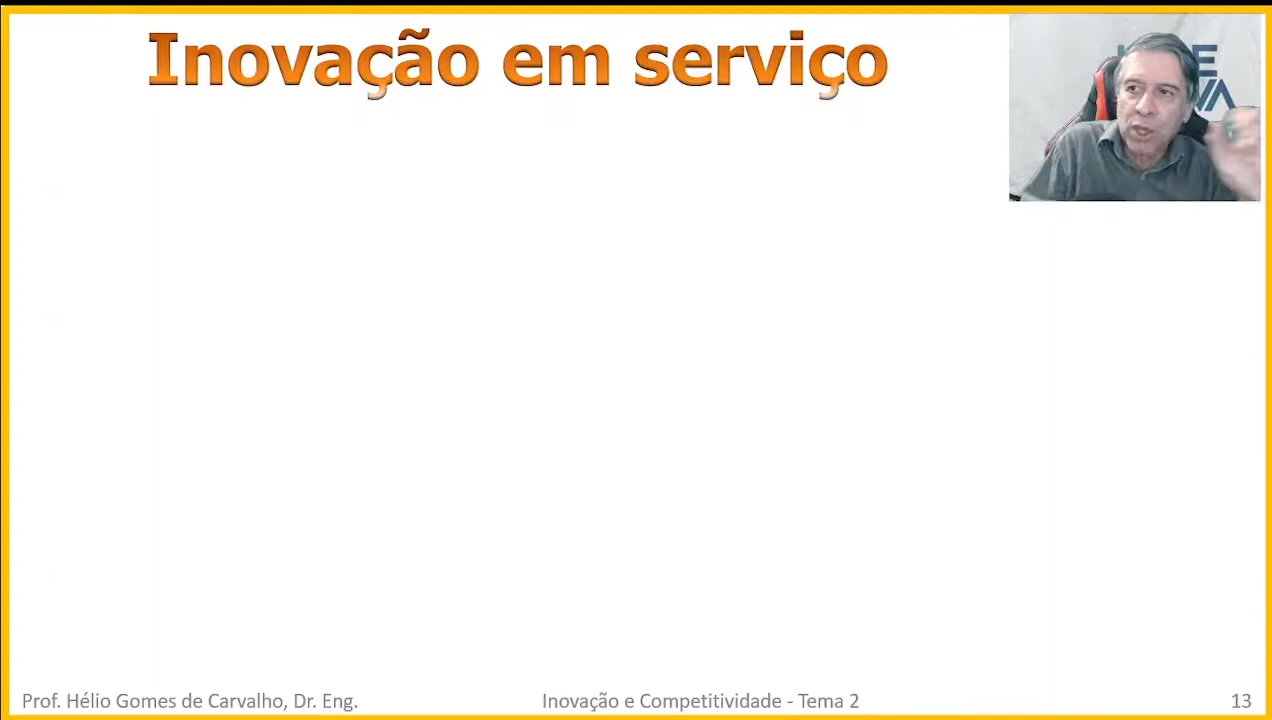 Inovação em serviço
Prof. Hélio Gomes de Carvalho, Dr. Eng.
Inovação e Competitividade - Tema 2
13